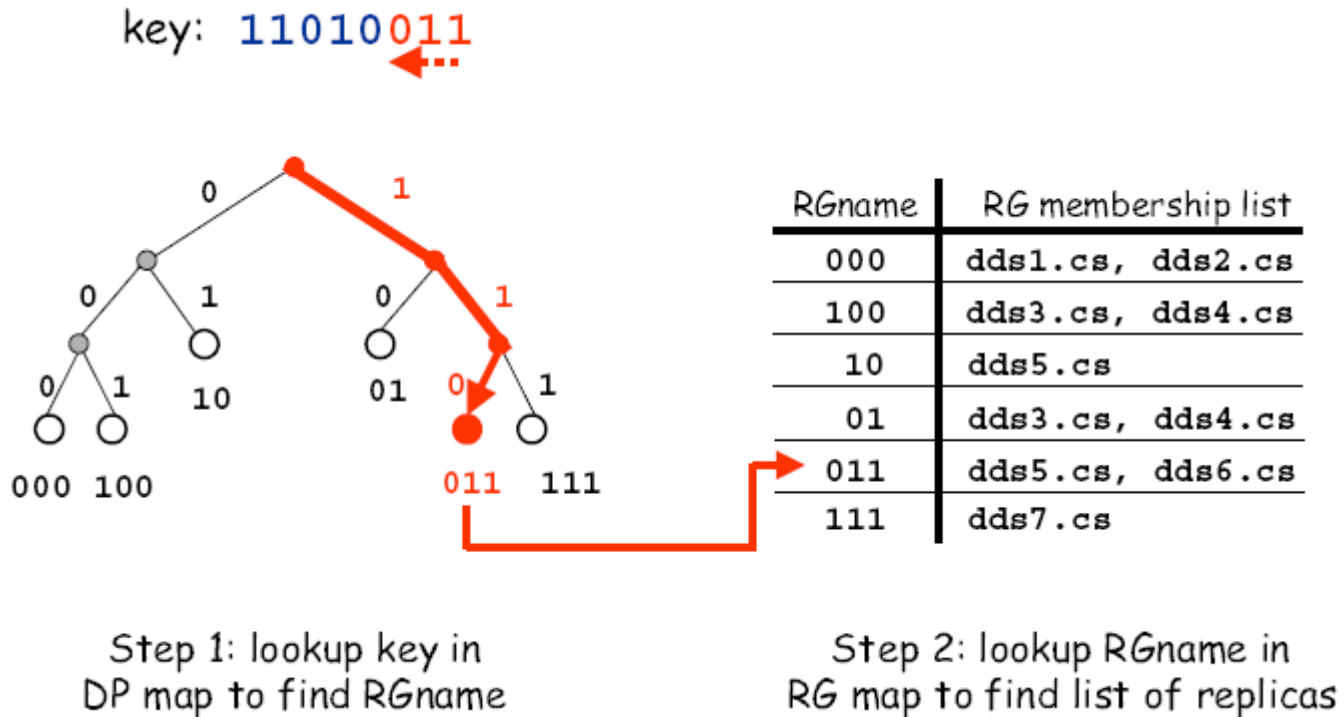 key: 11010011
0 1
0 1 0 1
0 1 10 01 0 1
000 100 011 111
RGname RG membership list
000 dds1.cs, dds2.cs
100 dds3.cs, dds4.cs
10 dds5.cs
01 dds3.cs, dds4.cs
011 dds5.cs, dds6.cs
111 dds7.cs
Step 1: lookup key in
DP map to find RGname
Step 2: lookup RGname in
RG map to find list of replicas